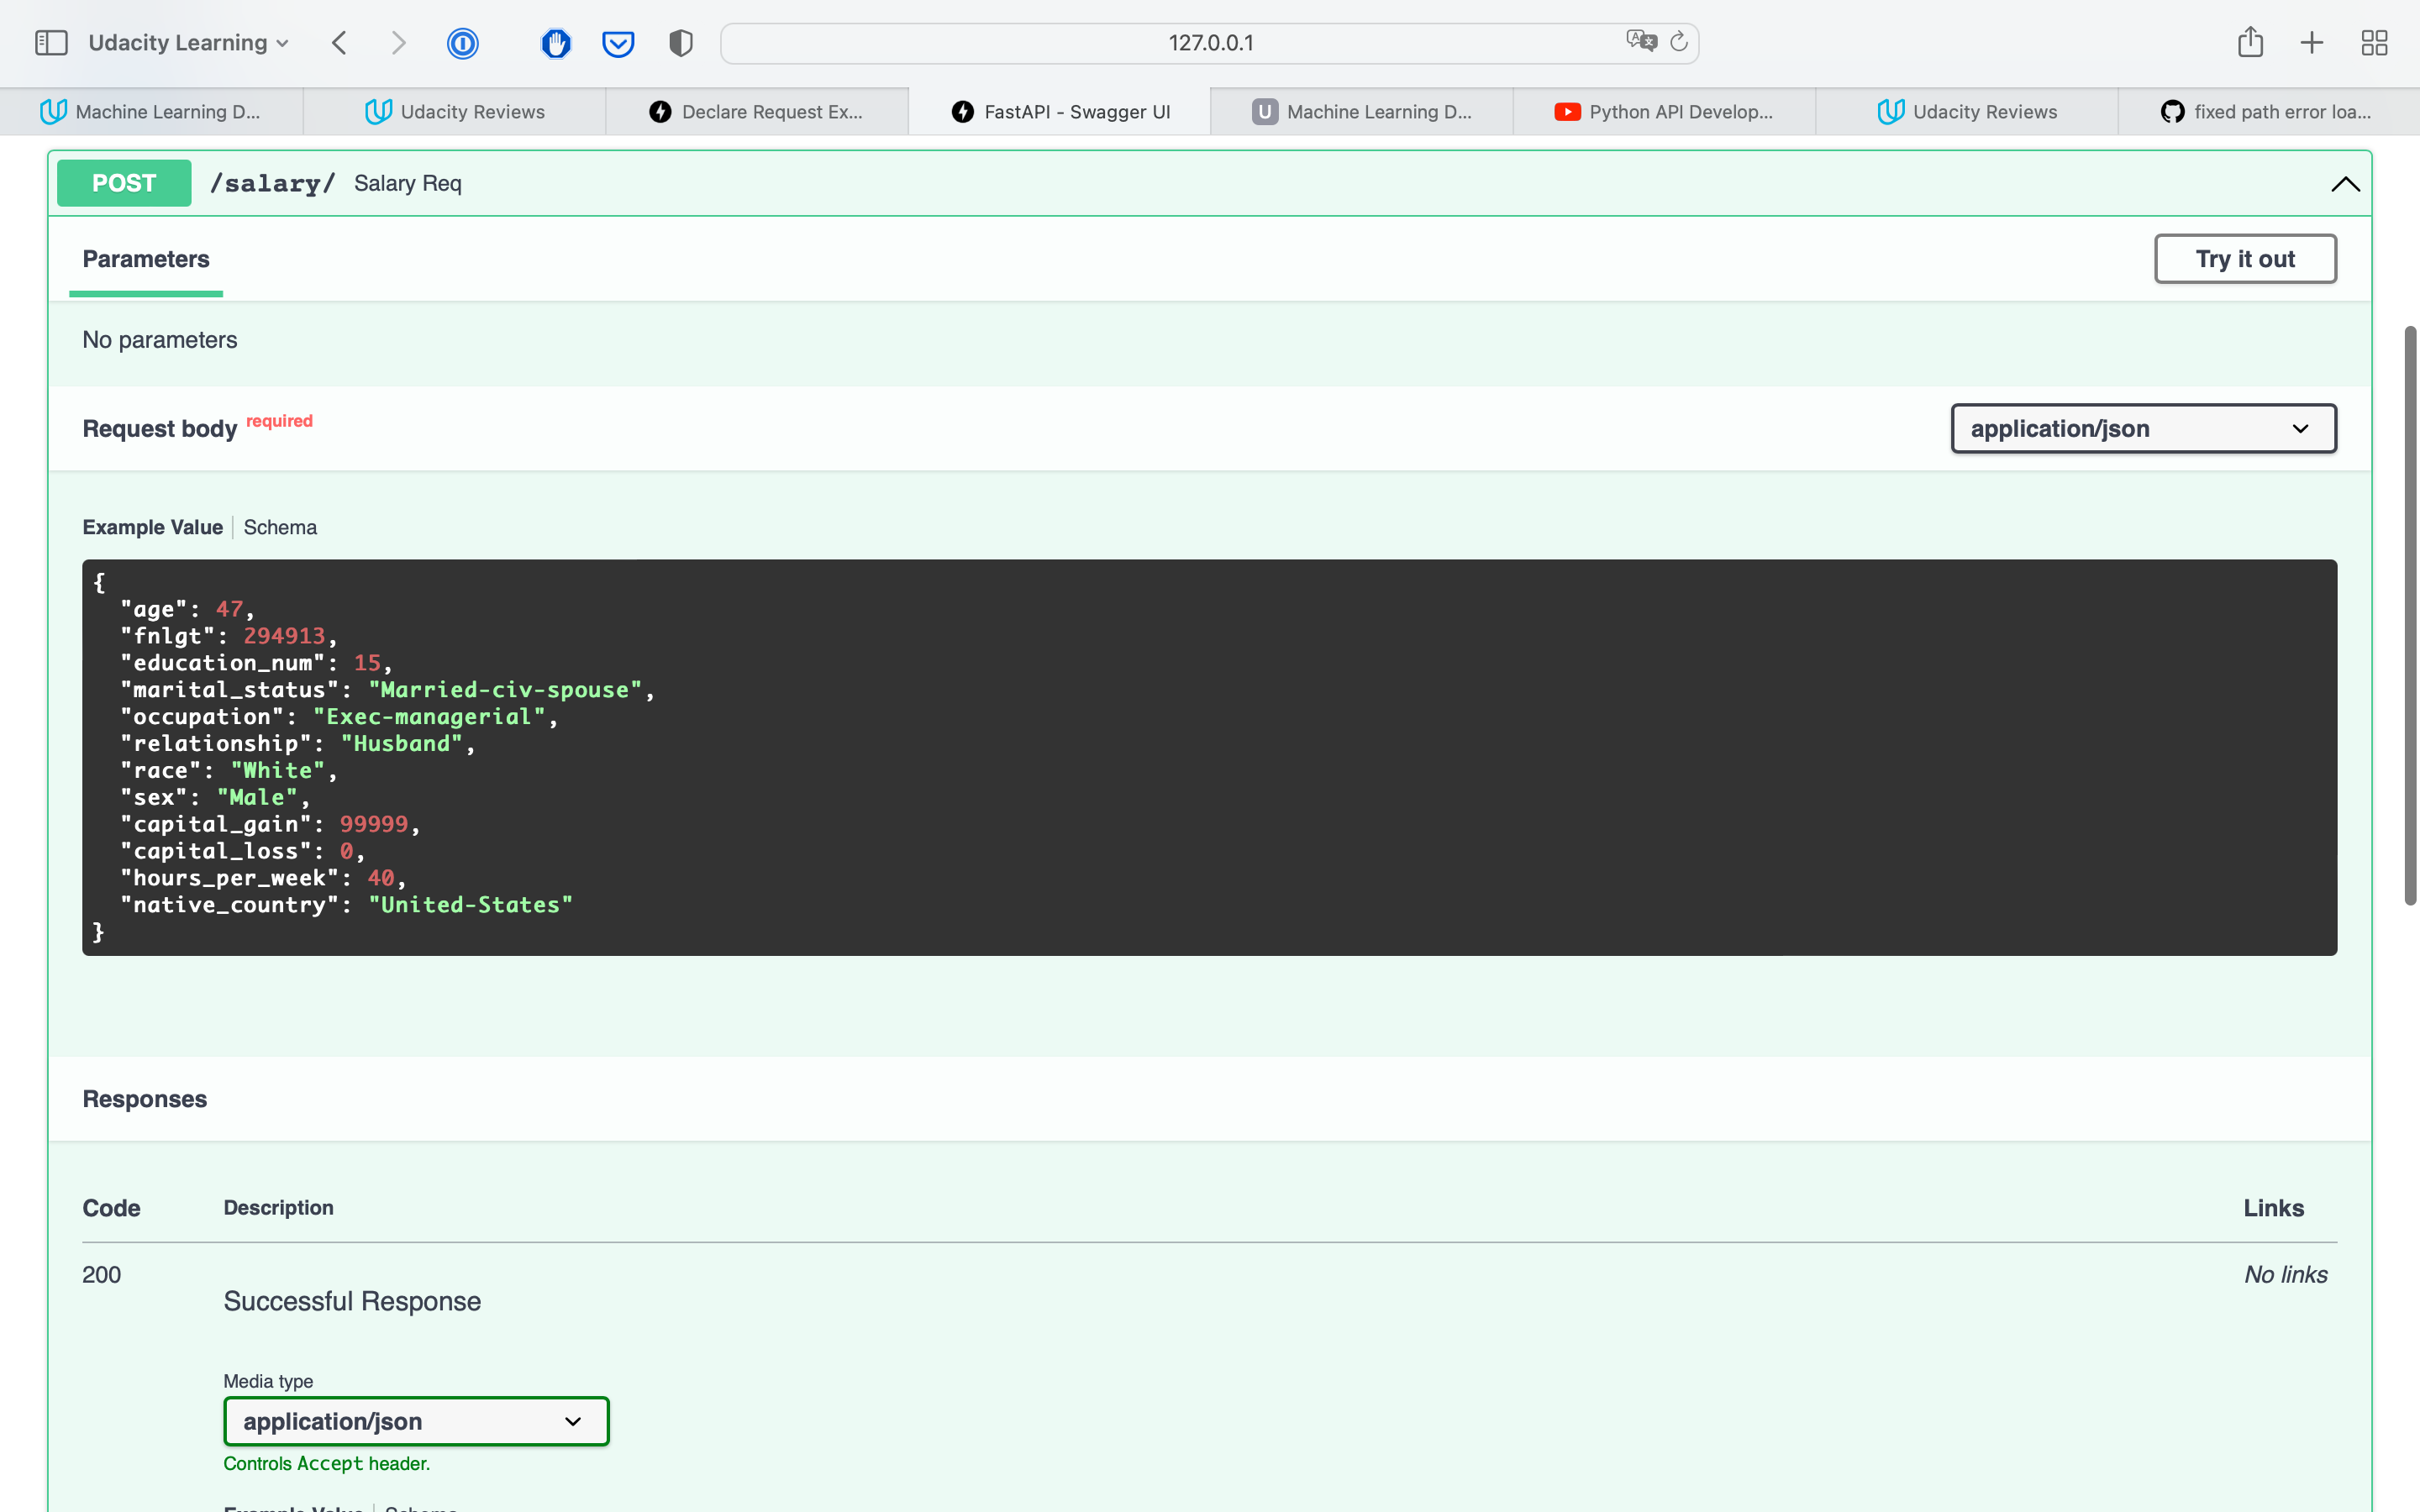 Udacity Learning
127.0.0.1
Machine Learning D...
Udacity Reviews
Declare Request Ex...
FastAPI - Swagger UI
U Machine Learning D...
Python API Develop...
Udacity Reviews
fixed path error loa...
POST /salary/ Salary Req
Parameters
Try it out
No parameters
Request body required
application/json
Example Value | Schema
{
"age": 47,
"fnlgt": 294913,
"education_num": 15,
"marital_status": "Married-civ-spouse",
"occupation": "Exec-managerial",
"relationship": "Husband",
"race": "White",
"sex": "Male",
"capital_gain": 99999,
"capital_loss": 0,
"hours_per_week": 40,
"native_country": "United-States"
}
Responses
Code Description Links
200 No links
Successful Response
Media type
application/json
Controls Accept header.
Example Value | Schema